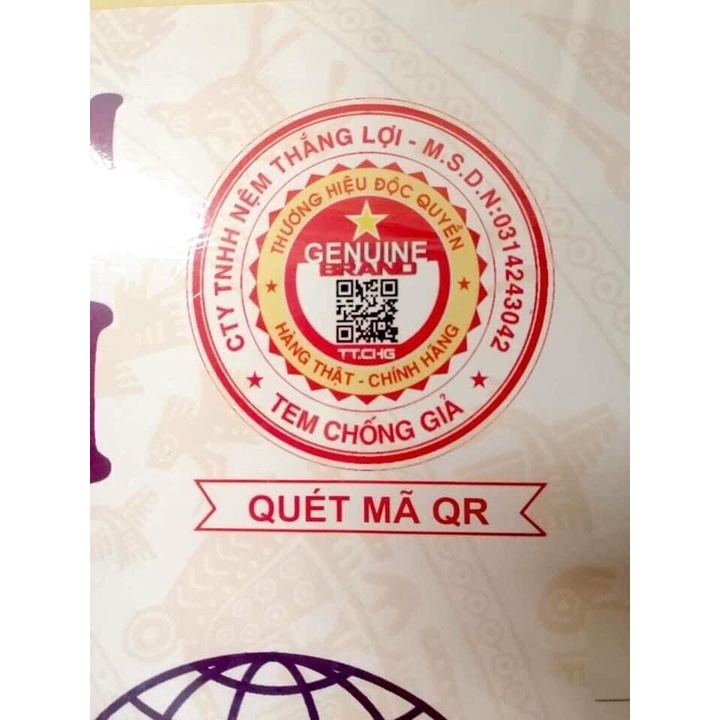 CTY TNHH NỆM THẮNG LỢI - M.S.D.N:0314243042
THƯƠNG HIỆU ĐỘC QUYỀN
GENUINE
BRAND
TT.CHG
HÀNG THẬT - CHÍNH HÃNG
★ TEM CHỐNG GIẢ ★
QUÉT MÃ QR